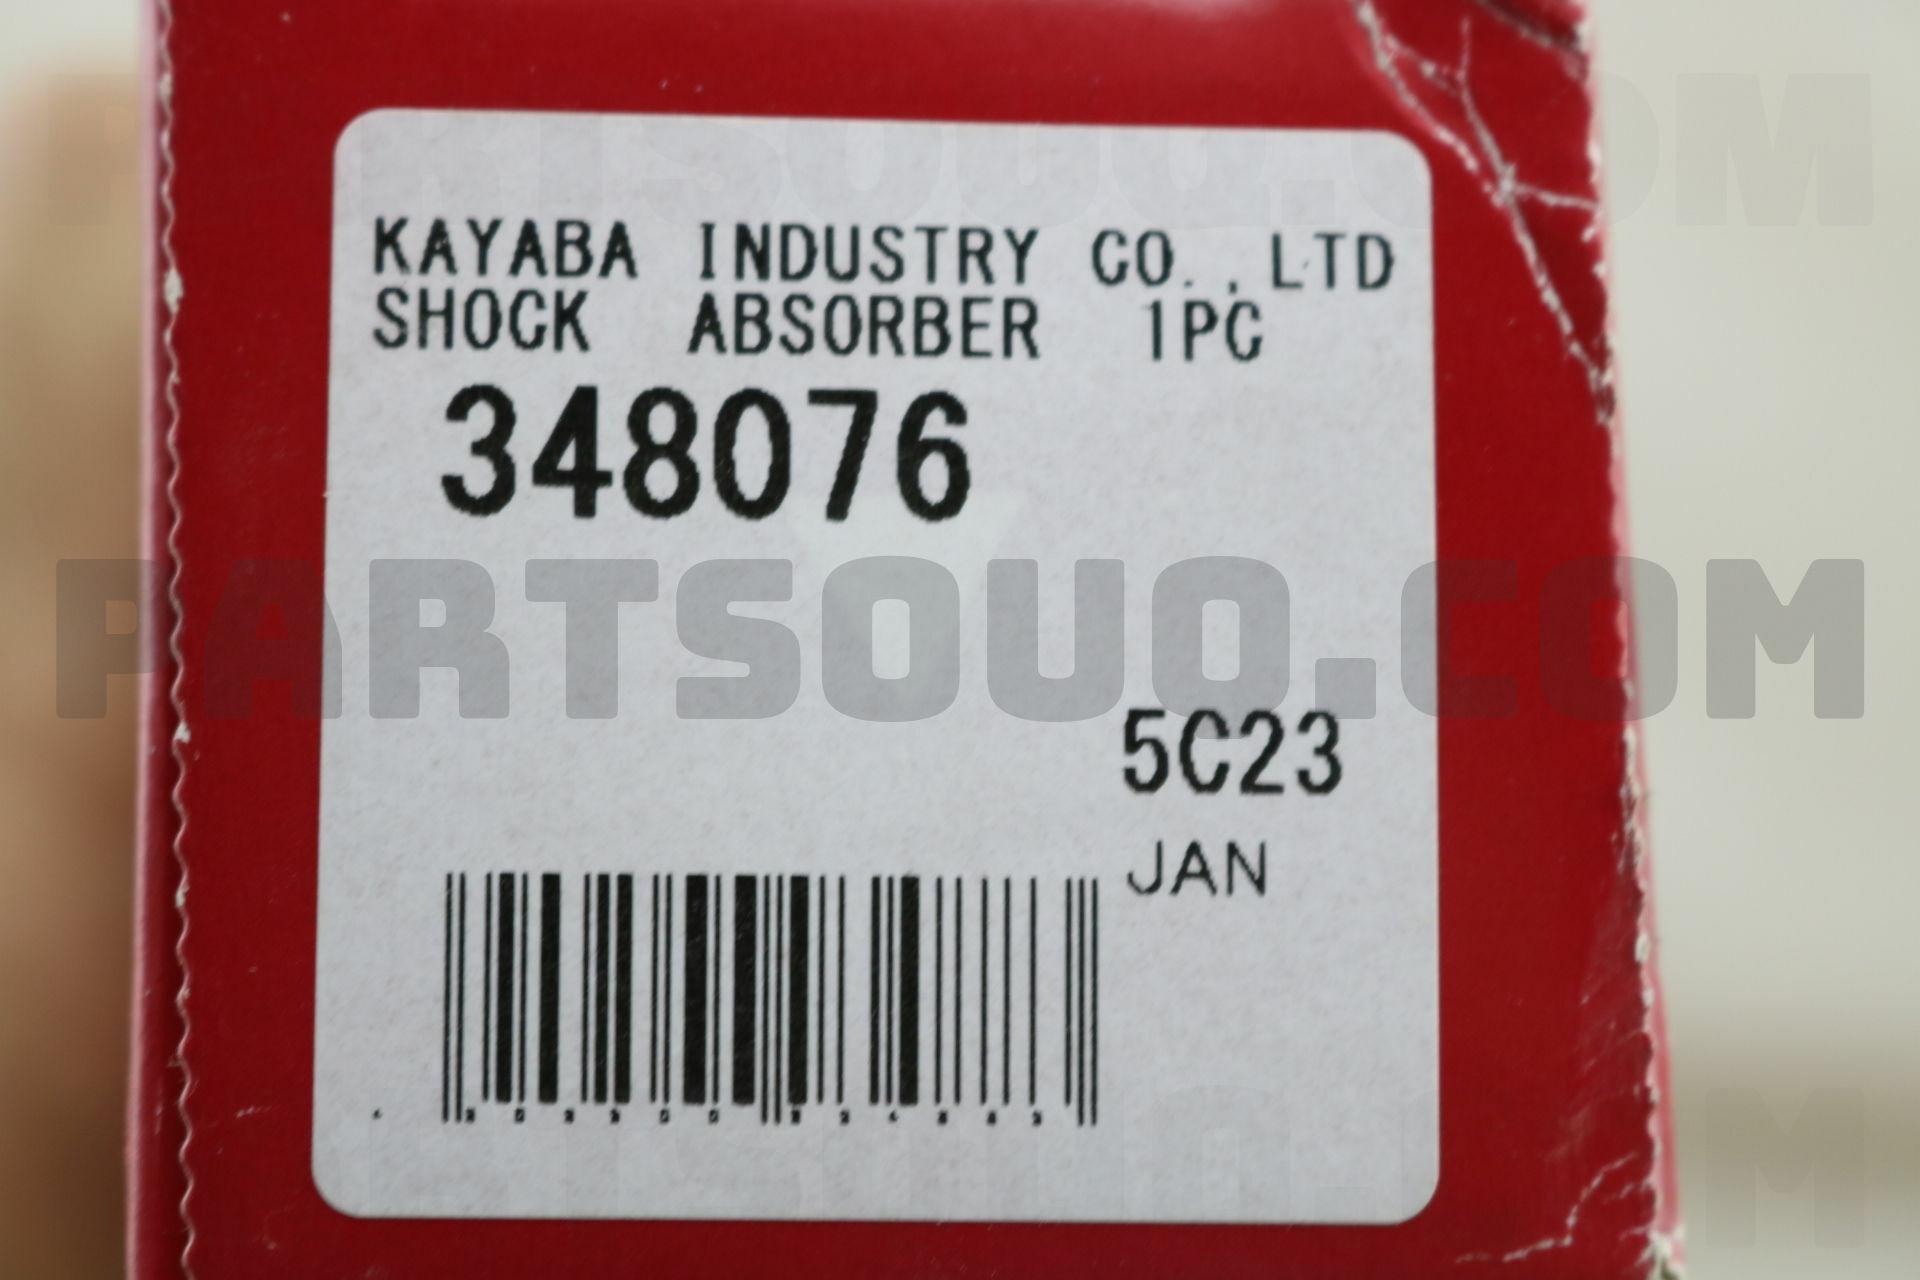 KAYABA INDUSTRY CO.,LTD
SHOCK ABSORBER 1PC
348076
PARTSOUQ.COM
5C23
JAN